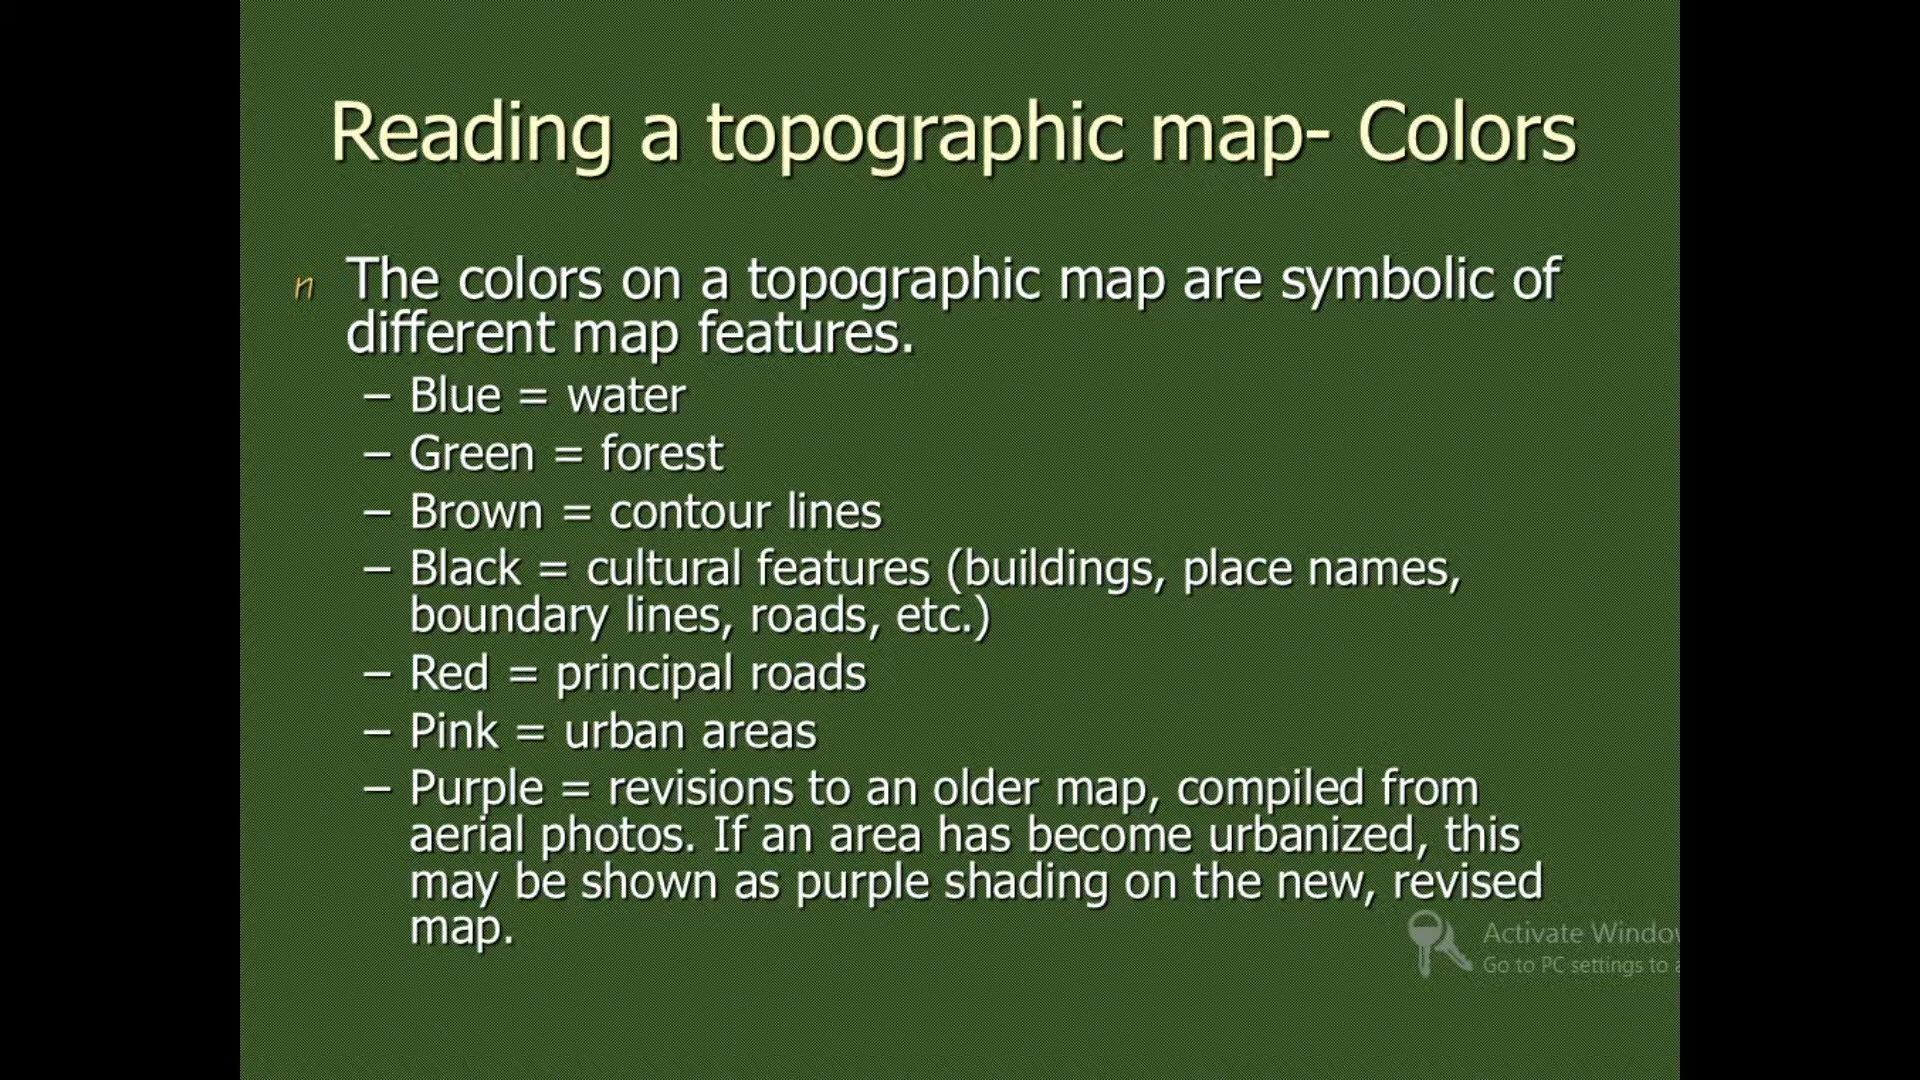 Reading a topographic map- Colors
n The colors on a topographic map are symbolic of
different map features.
– Blue = water
– Green = forest
– Brown = contour lines
– Black = cultural features (buildings, place names,
boundary lines, roads, etc.)
– Red = principal roads
– Pink = urban areas
– Purple = revisions to an older map, compiled from
aerial photos. If an area has become urbanized, this
may be shown as purple shading on the new, revised
map.
Activate Windo
Go to PC settings to a